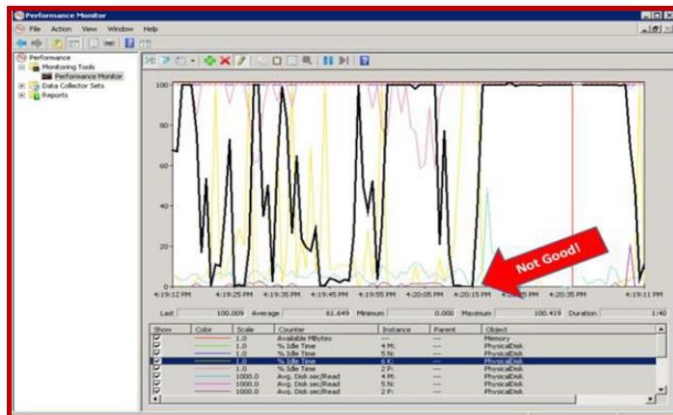 Performance Monitor
File Action View Window Help
Performance
Monitoring Tools
Performance Monitor
Data Collector Sets
Reports
100
80
60
40
20
0
Not Good!
4:19:12 PM 4:19:25 PM 4:19:35 PM 4:19:45 PM 4:19:55 PM 4:20:05 PM 4:20:15 PM 4:20:25 PM 4:20:35 PM 4:19:11 PM
Last 100.009 Average 61.649 Minimum 0.000 Maximum 100.419 Duration 1:40
Show Color Scale Counter Instance Parent Object
1.0 Available MBytes --- --- Memory
1.0 % Idle Time 4 M: --- PhysicalDisk
1.0 % Idle Time 5 N: --- PhysicalDisk
1.0 % Idle Time 6 K: --- PhysicalDisk
1.0 % Idle Time 2 P: --- PhysicalDisk
1000.0 Avg. Disk sec/Read 4 M: --- PhysicalDisk
1000.0 Avg. Disk sec/Read 5 N: --- PhysicalDisk
1000.0 Avg. Disk sec/Read 2 P: --- PhysicalDisk